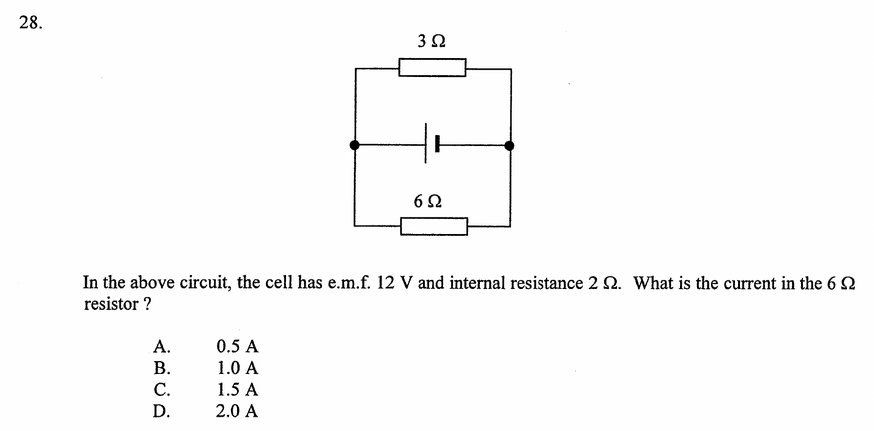 28.
3 Ω
6 Ω
In the above circuit, the cell has e.m.f. 12 V and internal resistance 2 Ω. What is the current in the 6 Ω
resistor ?
A. 0.5 A
B. 1.0 A
C. 1.5 A
D. 2.0 A